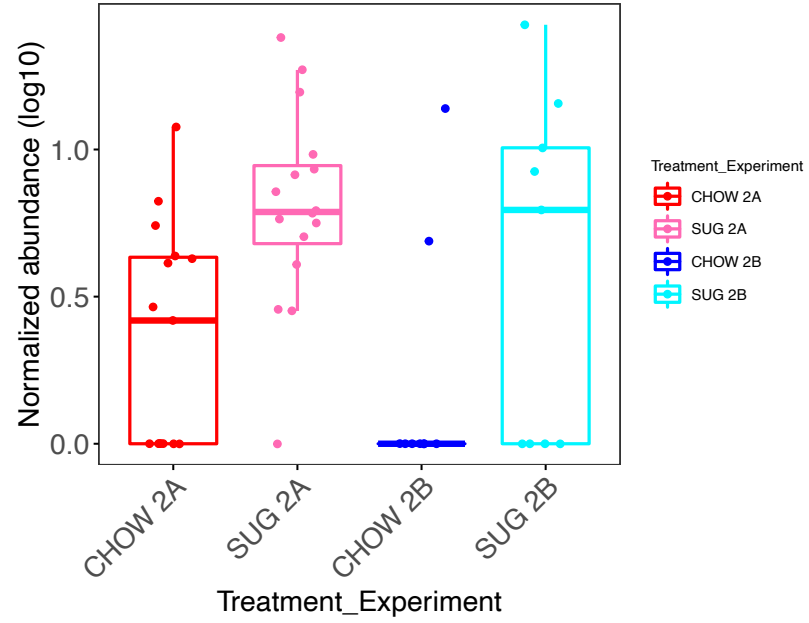 Normalized abundance (log10)
1.0
0.5
0.0
CHOW 2A
SUG 2A
CHOW 2B
SUG 2B
Treatment_Experiment
Treatment_Experiment
CHOW 2A
SUG 2A
CHOW 2B
SUG 2B